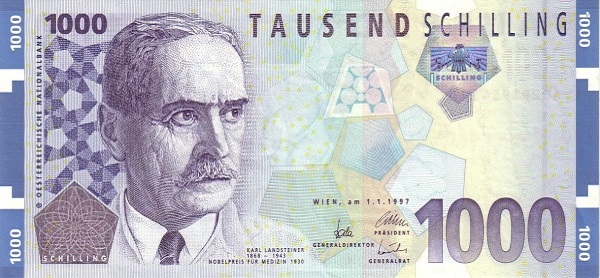 1000
1000
TAUSEND SCHILLING
1000
© OESTERREICHISCHE NATIONALBANK
SCHILLING
SCHILLING
WIEN, am 1.1.1997
PRÄSIDENT
GENERALDIREKTOR
GENERALRAT
KARL LANDSTEINER
1868 - 1943
NOBELPREIS FÜR MEDIZIN 1930
1000
1000
1000